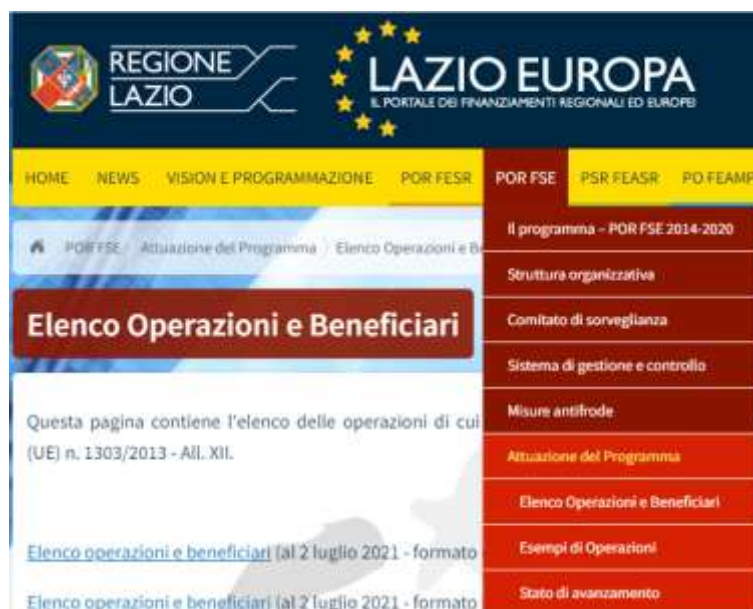 REGIONE
LAZIO
LAZIO EUROPA
IL PORTALE DEI FINANZIAMENTI REGIONALI ED EUROPEI
HOME NEWS VISION E PROGRAMMAZIONE POR FESR POR FSE PSR FEASR PO FEAMP
Il programma – POR FSE 2014-2020
POR FSE Attuazione del Programma Elenco Operazioni e Be
Struttura organizzativa
Elenco Operazioni e Beneficiari
Comitato di sorveglianza
Sistema di gestione e controllo
Misure antifrode
Questa pagina contiene l'elenco delle operazioni di cui
(UE) n. 1303/2013 - All. XII.
Attuazione del Programma
Elenco Operazioni e Beneficiari
Esempi di Operazioni
Elenco operazioni e beneficiari (al 2 luglio 2021 - formato
Stato di avanzamento
Elenco operazioni e beneficiari (al 2 luglio 2021 - formato